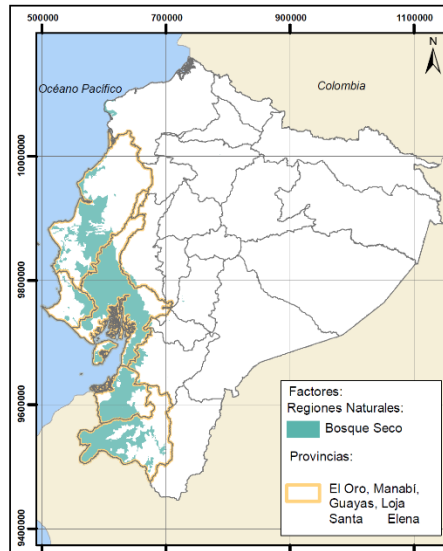 500000 700000 900000 1100000
N
Océano Pacífico
Colombia
10000000
9800000
9600000
9400000
Factores:
Regiones Naturales:
Bosque Seco
Provincias:
El Oro, Manabí,
Guayas, Loja
Santa Elena